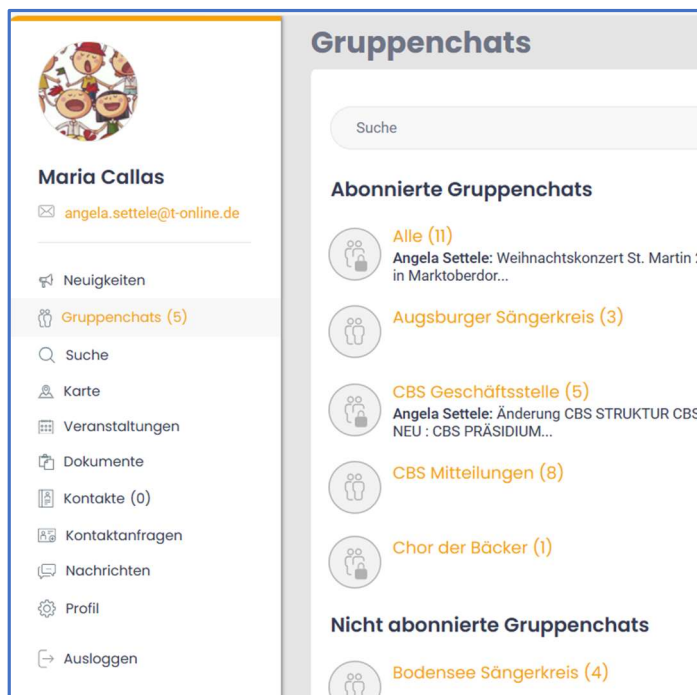 Maria Callas
angela.settele@t-online.de
Neuigkeiten
Gruppenchats (5)
Suche
Karte
Veranstaltungen
Dokumente
Kontakte (0)
Kontaktanfragen
Nachrichten
Profil
Ausloggen
Gruppenchats
Suche
Abonnierte Gruppenchats
Alle (11)
Angela Settele: Weihnachtskonzert St. Martin
in Marktoberdor...
Augsburger Sängerkreis (3)
CBS Geschäftsstelle (5)
Angela Settele: Änderung CBS STRUKTUR CBS
NEU : CBS PRÄSIDIUM...
CBS Mitteilungen (8)
Chor der Bäcker (1)
Nicht abonnierte Gruppenchats
Bodensee Sängerkreis (4)